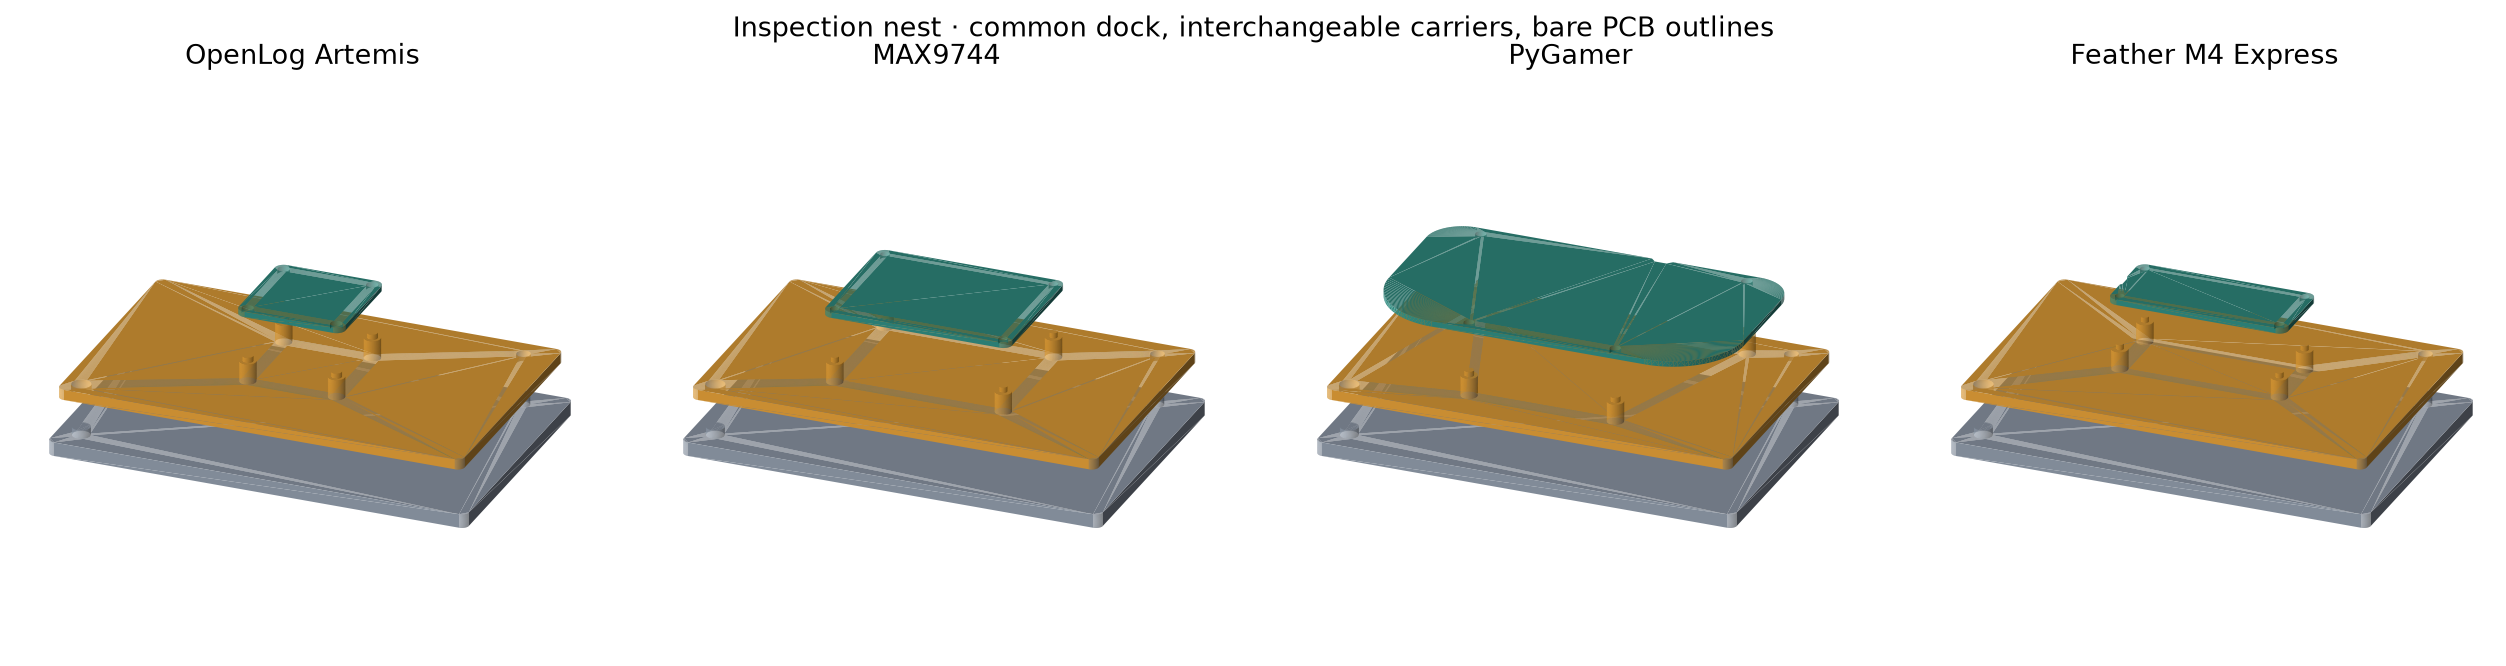 Inspection nest · common dock, interchangeable carriers, bare PCB outlines
OpenLog Artemis
MAX9744
PyGamer
Feather M4 Express